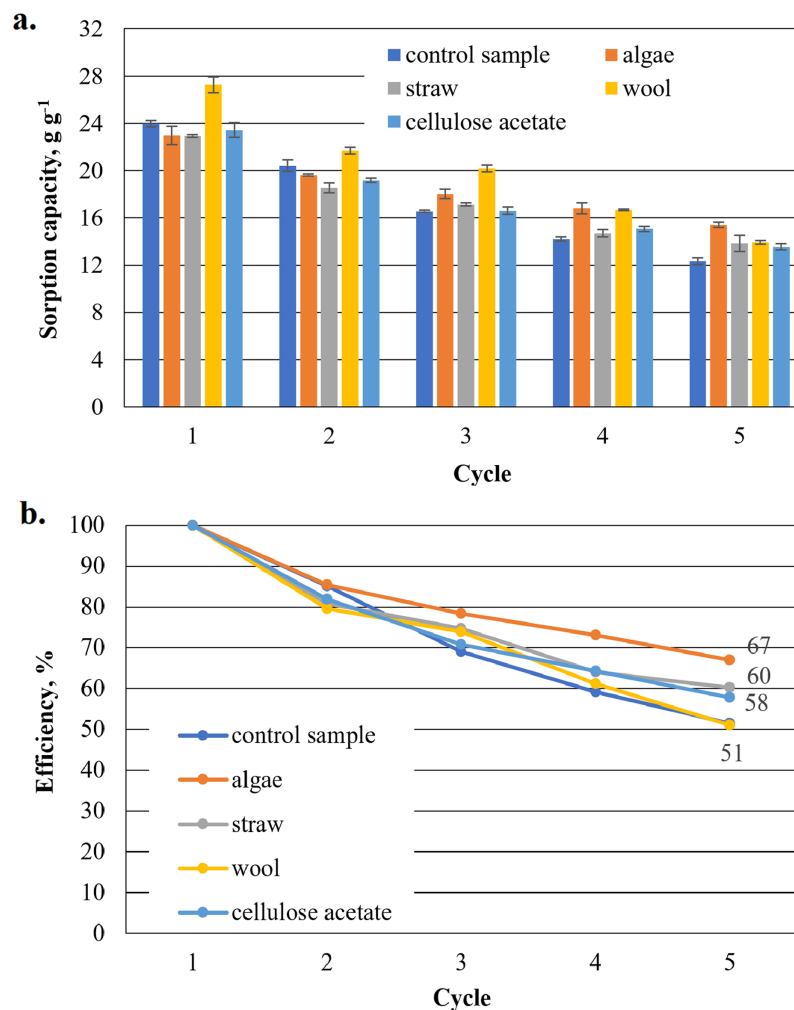 a.
32
28
24
20
16
12
8
4
0
Sorption capacity, g g⁻¹
control sample
algae
straw
wool
cellulose acetate
1 2 3 4 5
Cycle
b.
100
90
80
70
60
50
40
30
20
10
0
Efficiency, %
67
60
58
51
control sample
algae
straw
wool
cellulose acetate
1 2 3 4 5
Cycle